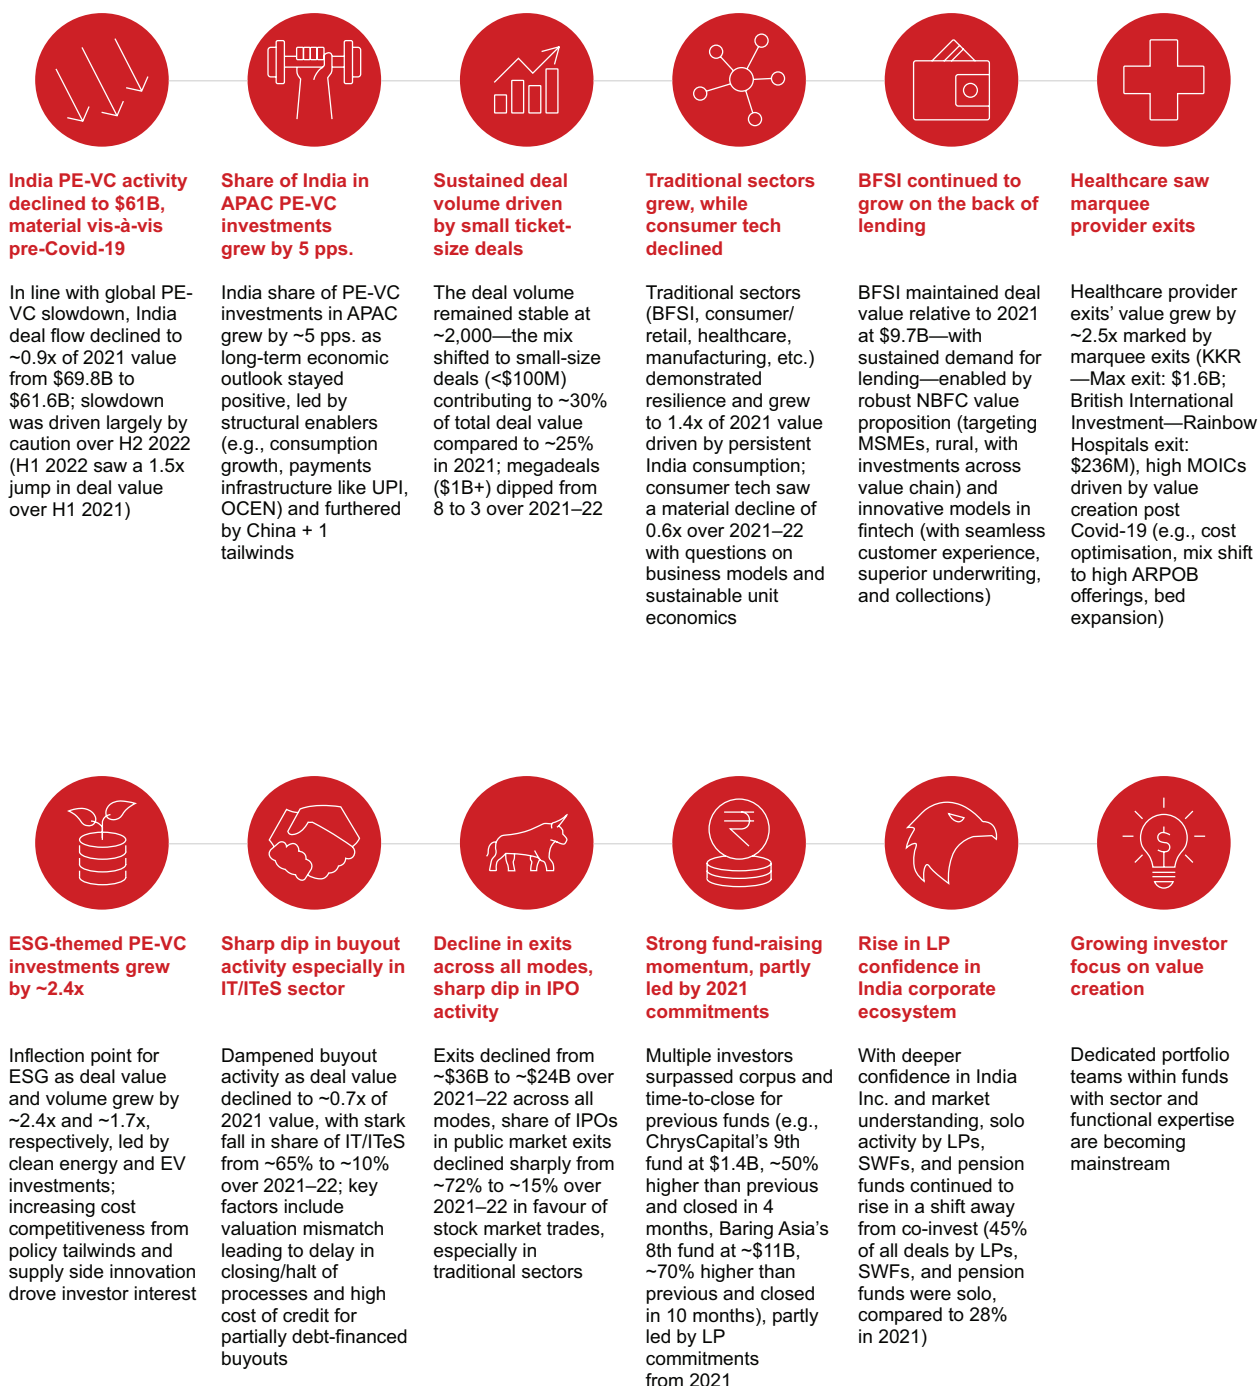 India PE-VC activity
declined to $61B,
material vis-à-vis
pre-Covid-19
In line with global PE-
VC slowdown, India
deal flow declined to
~0.9x of 2021 value
from $69.8B to
$61.6B; slowdown
was driven largely by
caution over H2 2022
(H1 2022 saw a 1.5x
jump in deal value
over H1 2021)
Share of India in
APAC PE-VC
investments
grew by 5 pps.
India share of PE-VC
investments in APAC
grew by ~5 pps. as
long-term economic
outlook stayed
positive, led by
structural enablers
(e.g., consumption
growth, payments
infrastructure like UPI,
OCEN) and furthered
by China + 1
tailwinds
Sustained deal
volume driven
by small ticket-
size deals
The deal volume
remained stable at
~2,000—the mix
shifted to small-size
deals (<$100M)
contributing to ~30%
of total deal value
compared to ~25%
in 2021; megadeals
($1B+) dipped from
8 to 3 over 2021–22
Traditional sectors
grew, while
consumer tech
declined
Traditional sectors
(BFSI, consumer/
retail, healthcare,
manufacturing, etc.)
demonstrated
resilience and grew
to 1.4x of 2021 value
driven by persistent
India consumption;
consumer tech saw
a material decline of
0.6x over 2021–22
with questions on
business models and
sustainable unit
economics
BFSI continued to
grow on the back of
lending
BFSI maintained deal
value relative to 2021
at $9.7B—with
sustained demand for
lending—enabled by
robust NBFC value
proposition (targeting
MSMEs, rural, with
investments across
value chain) and
innovative models in
fintech (with seamless
customer experience,
superior underwriting,
and collections)
Healthcare saw
marquee
provider exits
Healthcare provider
exits’ value grew by
~2.5x marked by
marquee exits (KKR
—Max exit: $1.6B;
British International
Investment—Rainbow
Hospitals exit:
$236M), high MOICs
driven by value
creation post
Covid-19 (e.g., cost
optimisation, mix shift
to high ARPOB
offerings, bed
expansion)
ESG-themed PE-VC
investments grew
by ~2.4x
Inflection point for
ESG as deal value
and volume grew by
~2.4x and ~1.7x,
respectively, led by
clean energy and EV
investments;
increasing cost
competitiveness from
policy tailwinds and
supply side innovation
drove investor interest
Sharp dip in buyout
activity especially in
IT/ITeS sector
Dampened buyout
activity as deal value
declined to ~0.7x of
2021 value, with stark
fall in share of IT/ITeS
from ~65% to ~10%
over 2021–22; key
factors include
valuation mismatch
leading to delay in
closing/halt of
processes and high
cost of credit for
partially debt-financed
buyouts
Decline in exits
across all modes,
sharp dip in IPO
activity
Exits declined from
~$36B to ~$24B over
2021–22 across all
modes, share of IPOs
in public market exits
declined sharply from
~72% to ~15% over
2021–22 in favour of
stock market trades,
especially in
traditional sectors
Strong fund-raising
momentum, partly
led by 2021
commitments
Multiple investors
surpassed corpus and
time-to-close for
previous funds (e.g.,
ChrysCapital’s 9th
fund at $1.4B, ~50%
higher than previous
and closed in 4
months, Baring Asia’s
8th fund at ~$11B,
~70% higher than
previous and closed
in 10 months), partly
led by LP
commitments
from 2021
Rise in LP
confidence in
India corporate
ecosystem
With deeper
confidence in India
Inc. and market
understanding, solo
activity by LPs,
SWFs, and pension
funds continued to
rise in a shift away
from co-invest (45%
of all deals by LPs,
SWFs, and pension
funds were solo,
compared to 28%
in 2021)
Growing investor
focus on value
creation
Dedicated portfolio
teams within funds
with sector and
functional expertise
are becoming
mainstream